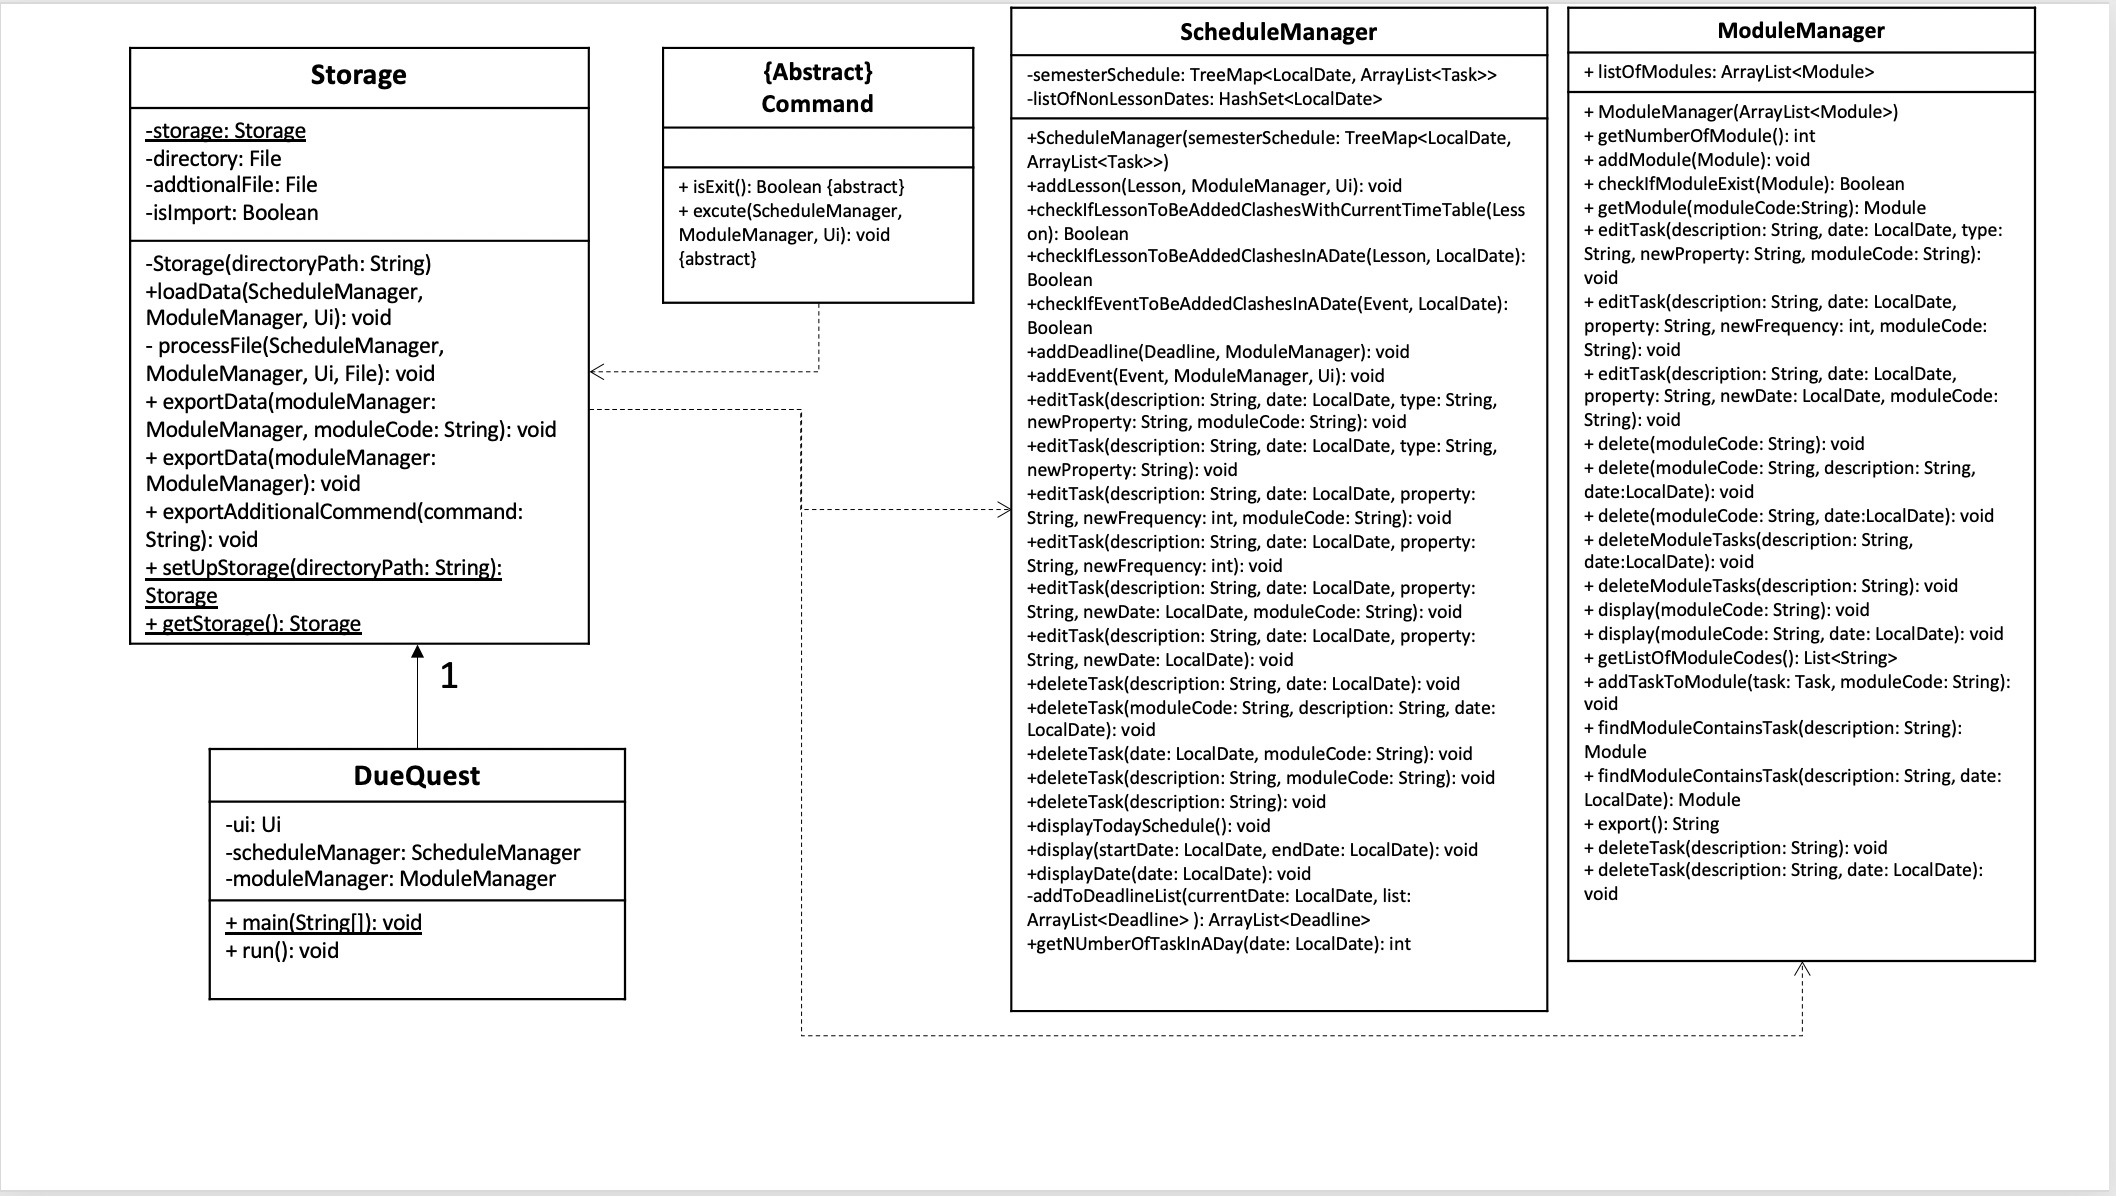 Storage
-storage: Storage
-directory: File
-addtionalFile: File
-isImport: Boolean
-Storage(directoryPath: String)
+loadData(ScheduleManager,
ModuleManager, Ui): void
- processFile(ScheduleManager,
ModuleManager, Ui, File): void
+ exportData(moduleManager:
ModuleManager, moduleCode: String): void
+ exportData(moduleManager:
ModuleManager): void
+ exportAdditionalCommend(command:
String): void
+ setUpStorage(directoryPath: String):
Storage
+ getStorage(): Storage
1
DueQuest
-ui: Ui
-scheduleManager: ScheduleManager
-moduleManager: ModuleManager
+ main(String[]): void
+ run(): void
{Abstract}
Command
+ isExit(): Boolean {abstract}
+ excute(ScheduleManager,
ModuleManager, Ui): void
{abstract}
ScheduleManager
-semesterSchedule: TreeMap<LocalDate, ArrayList<Task>>
-listOfNonLessonDates: HashSet<LocalDate>
+ScheduleManager(semesterSchedule: TreeMap<LocalDate,
ArrayList<Task>>)
+addLesson(Lesson, ModuleManager, Ui): void
+checkIfLessonToBeAddedClashesWithCurrentTimeTable(Less
on): Boolean
+checkIfLessonToBeAddedClashesInADate(Lesson, LocalDate):
Boolean
+checkIfEventToBeAddedClashesInADate(Event, LocalDate):
Boolean
+addDeadline(Deadline, ModuleManager): void
+addEvent(Event, ModuleManager, Ui): void
+editTask(description: String, date: LocalDate, type: String,
newProperty: String, moduleCode: String): void
+editTask(description: String, date: LocalDate, type: String,
newProperty: String): void
+editTask(description: String, date: LocalDate, property:
String, newFrequency: int, moduleCode: String): void
+editTask(description: String, date: LocalDate, property:
String, newFrequency: int): void
+editTask(description: String, date: LocalDate, property:
String, newDate: LocalDate, moduleCode: String): void
+editTask(description: String, date: LocalDate, property:
String, newDate: LocalDate): void
+deleteTask(description: String, date: LocalDate): void
+deleteTask(moduleCode: String, description: String, date:
LocalDate): void
+deleteTask(date: LocalDate, moduleCode: String): void
+deleteTask(description: String, moduleCode: String): void
+deleteTask(description: String): void
+displayTodaySchedule(): void
+display(startDate: LocalDate, endDate: LocalDate): void
+displayDate(date: LocalDate): void
-addToDeadlineList(currentDate: LocalDate, list:
ArrayList<Deadline> ): ArrayList<Deadline>
+getNUmberOfTaskInADay(date: LocalDate): int
ModuleManager
+ listOfModules: ArrayList<Module>
+ ModuleManager(ArrayList<Module>)
+ getNumberOfModule(): int
+ addModule(Module): void
+ checkIfModuleExist(Module): Boolean
+ getModule(moduleCode:String): Module
+ editTask(description: String, date: LocalDate, type:
String, newProperty: String, moduleCode: String):
void
+ editTask(description: String, date: LocalDate,
property: String, newFrequency: int, moduleCode:
String): void
+ editTask(description: String, date: LocalDate,
property: String, newDate: LocalDate, moduleCode:
String): void
+ delete(moduleCode: String): void
+ delete(moduleCode: String, description: String,
date:LocalDate): void
+ delete(moduleCode: String, date:LocalDate): void
+ deleteModuleTasks(description: String,
date:LocalDate): void
+ deleteModuleTasks(description: String): void
+ display(moduleCode: String): void
+ display(moduleCode: String, date: LocalDate): void
+ getListOfModuleCodes(): List<String>
+ addTaskToModule(task: Task, moduleCode: String):
void
+ findModuleContainsTask(description: String):
Module
+ findModuleContainsTask(description: String, date:
LocalDate): Module
+ export(): String
+ deleteTask(description: String): void
+ deleteTask(description: String, date: LocalDate):
void